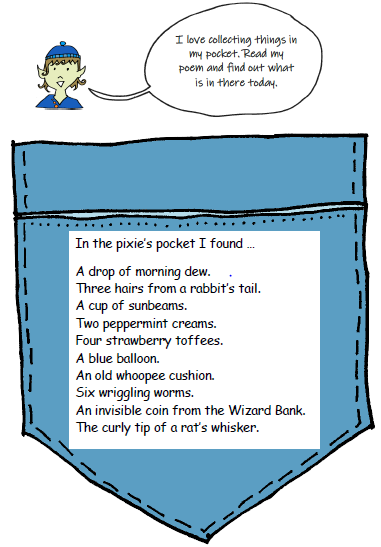 I love collecting things in
my pocket. Read my
poem and find out what
is in there today.
In the pixie's pocket I found ...
A drop of morning dew. .
Three hairs from a rabbit's tail.
A cup of sunbeams.
Two peppermint creams.
Four strawberry toffees.
A blue balloon.
An old whoopee cushion.
Six wriggling worms.
An invisible coin from the Wizard Bank.
The curly tip of a rat's whisker.